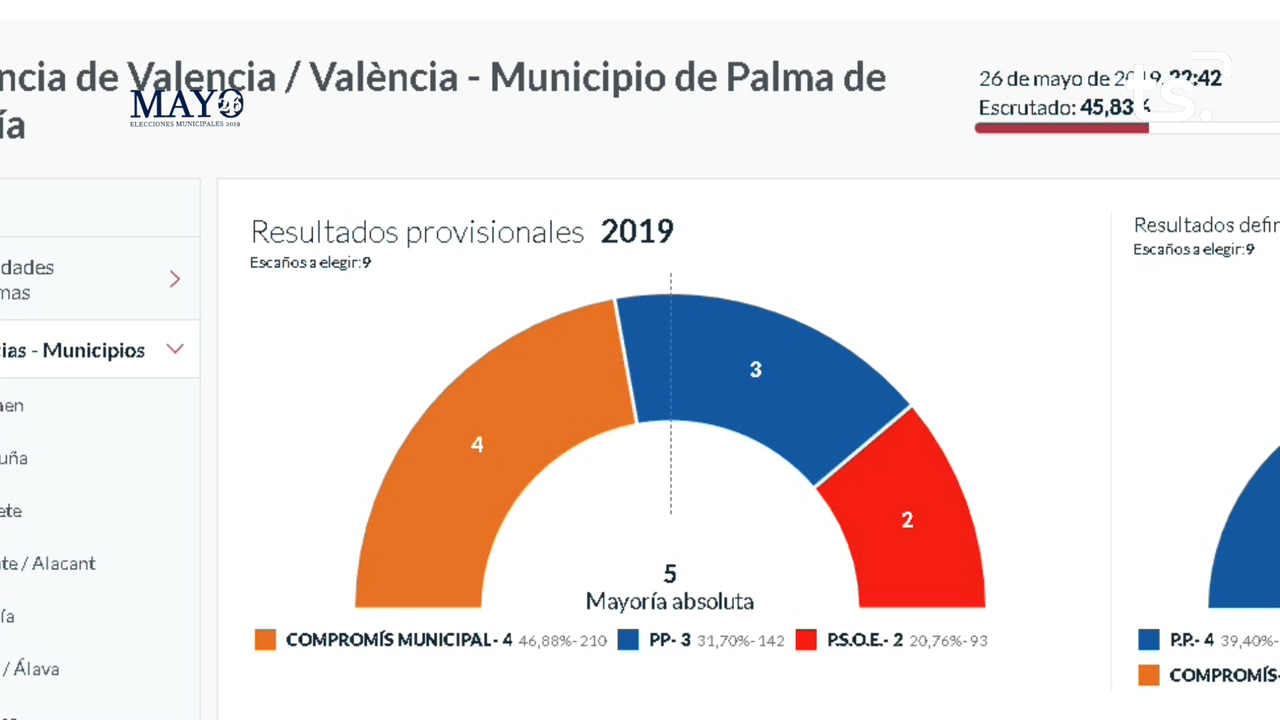 ncia de Valencia / València - Municipio de Palma de
ía
MAYO 26
ELECCIONES MUNICIPALES 2019
26 de mayo de 2019, 22:42
Escrutado: 45,83%
ts.
dades
mas
ias - Municipios
en
uña
ete
te / Alacant
ía
/ Álava
Resultados provisionales 2019
Escaños a elegir:9
4
3
2
5
Mayoría absoluta
COMPROMÍS MUNICIPAL- 4 46,88%-210 PP- 3 31,70%-142 P.S.O.E.- 2 20,76%-93
Resultados defin
Escaños a elegir:9
P.P.- 4 39,40%-
COMPROMÍS-